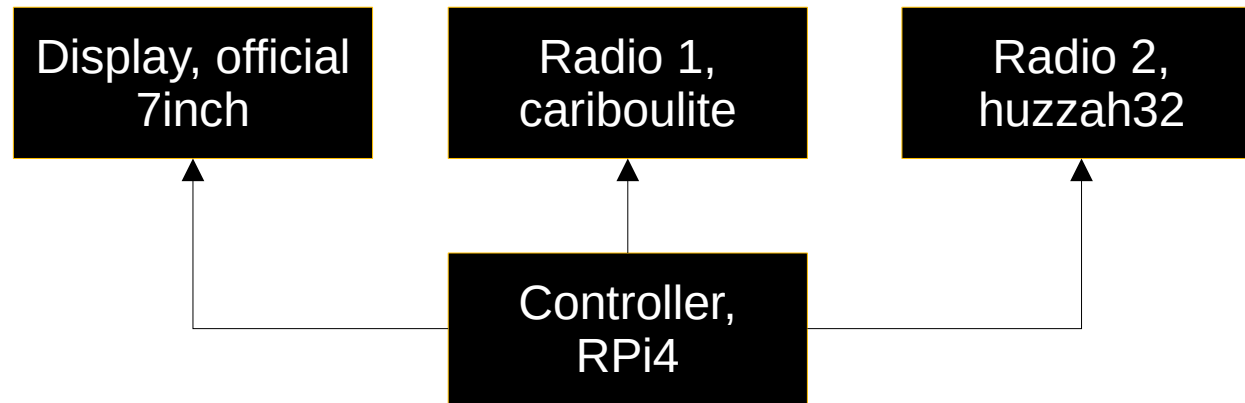 Display, official
7inch
Radio 1,
cariboulite
Radio 2,
huzzah32
Controller,
RPi4